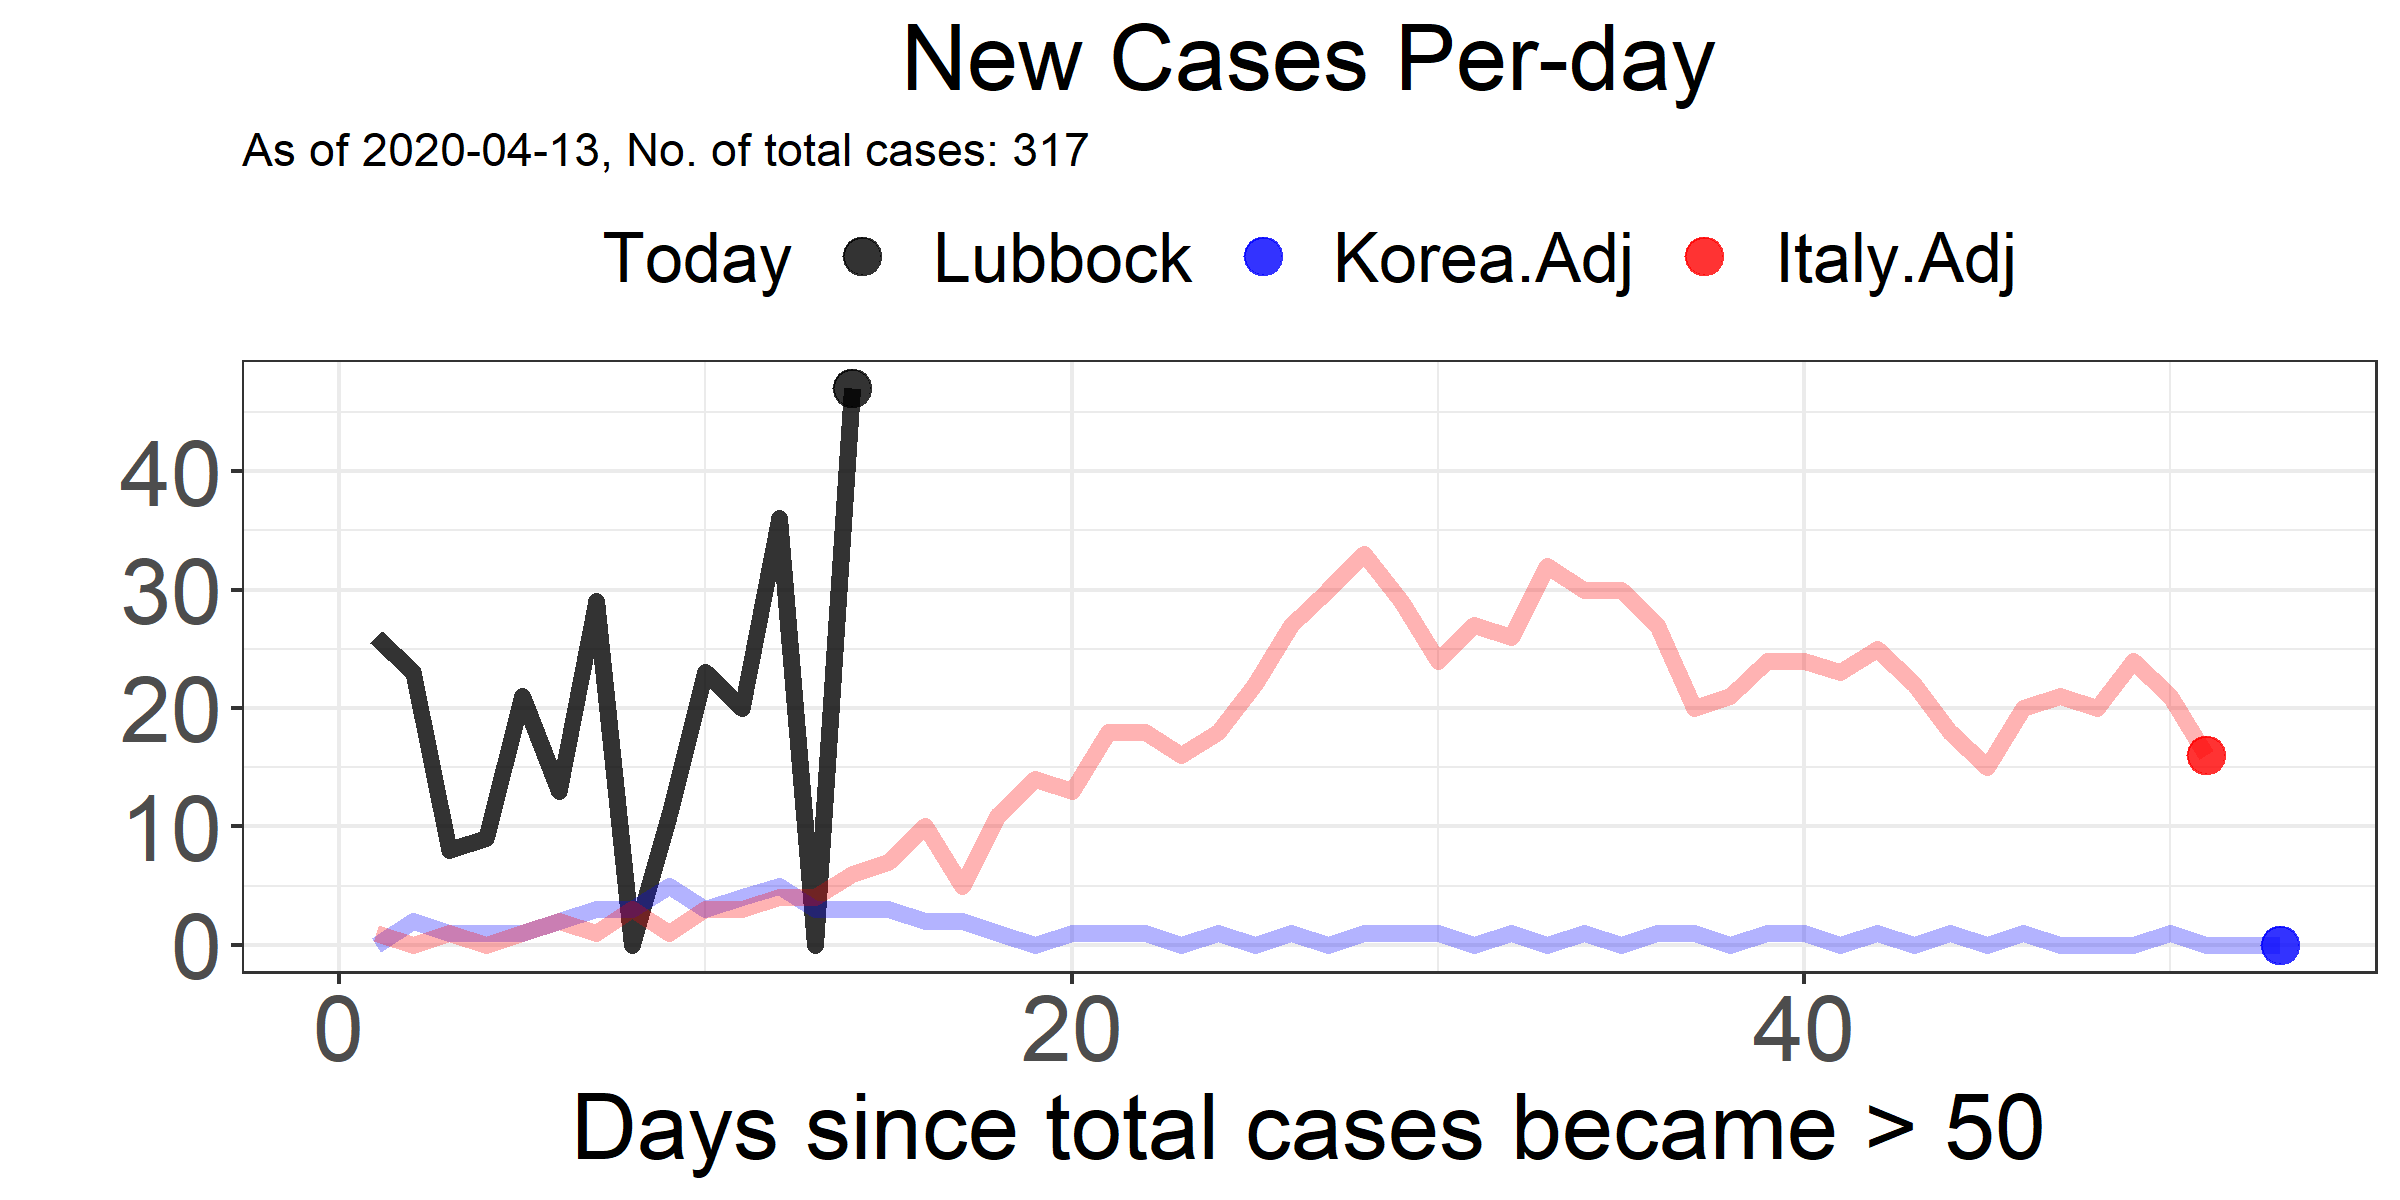 New Cases Per-day
As of 2020-04-13, No. of total cases: 317
Today Lubbock Korea.Adj Italy.Adj
40
30
20
10
0
0 20 40
Days since total cases became > 50